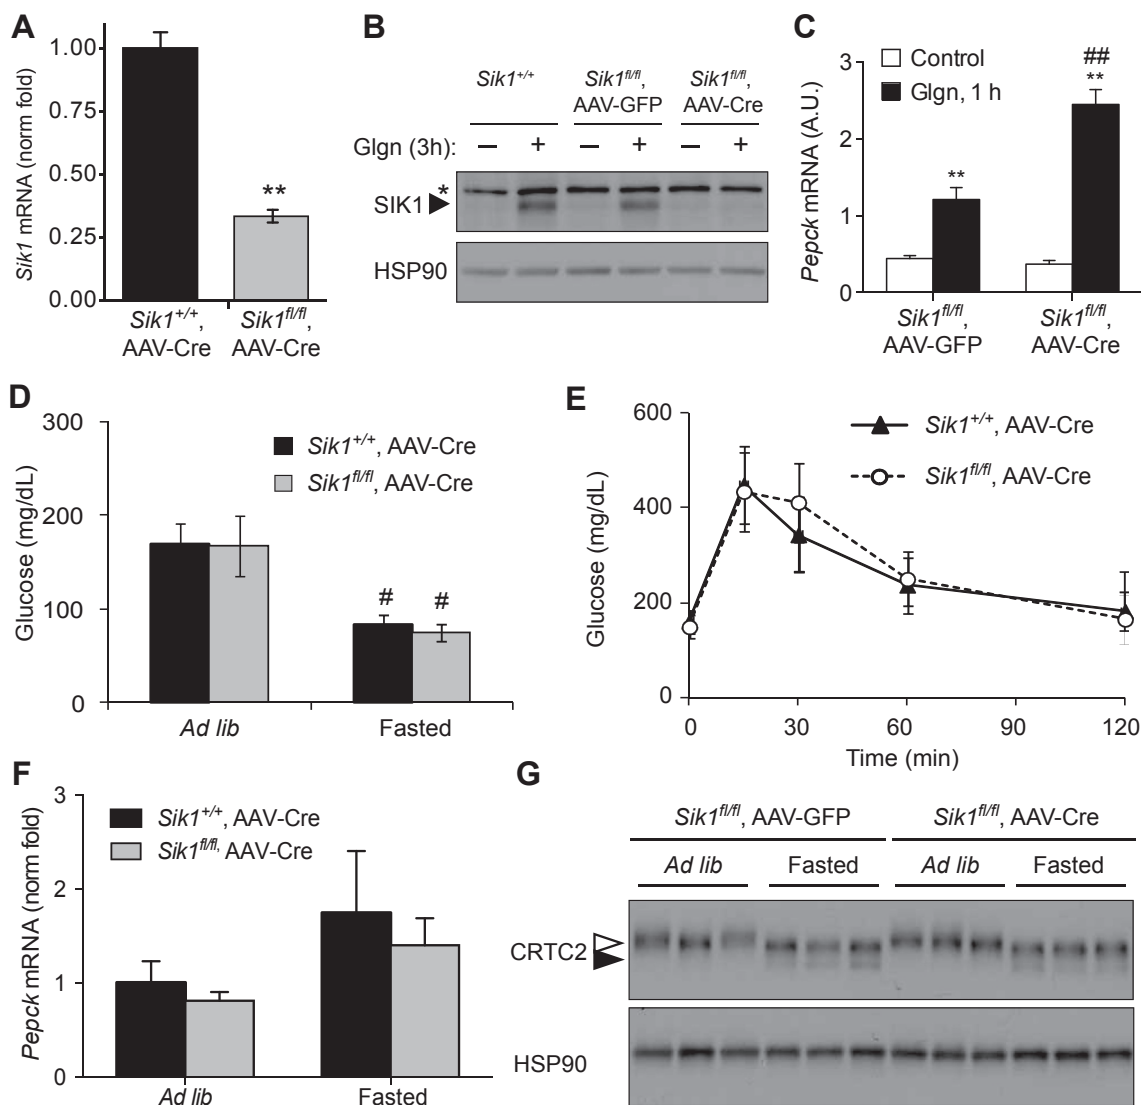 A
Sik1 mRNA (norm fold)
1.00
0.75
0.50
0.25
0.00
**
Sik1+/+,
AAV-Cre
Sik1fl/fl,
AAV-Cre
B
Sik1+/+
Sik1fl/fl,
AAV-GFP
Sik1fl/fl,
AAV-Cre
Glgn (3h): – + – + – +
*
SIK1
HSP90
C
Pepck mRNA (A.U.)
3
2
1
0
Control
Glgn, 1 h
**
##
**
Sik1fl/fl,
AAV-GFP
Sik1fl/fl,
AAV-Cre
D
Glucose (mg/dL)
300
200
100
0
Sik1+/+, AAV-Cre
Sik1fl/fl, AAV-Cre
# #
Ad lib Fasted
E
Glucose (mg/dL)
600
400
200
0
Sik1+/+, AAV-Cre
Sik1fl/fl, AAV-Cre
0 30 60 90 120
Time (min)
F
Pepck mRNA (norm fold)
3
2
1
0
Sik1+/+, AAV-Cre
Sik1fl/fl, AAV-Cre
Ad lib Fasted
G
Sik1fl/fl, AAV-GFP Sik1fl/fl, AAV-Cre
Ad lib Fasted Ad lib Fasted
CRTC2
HSP90